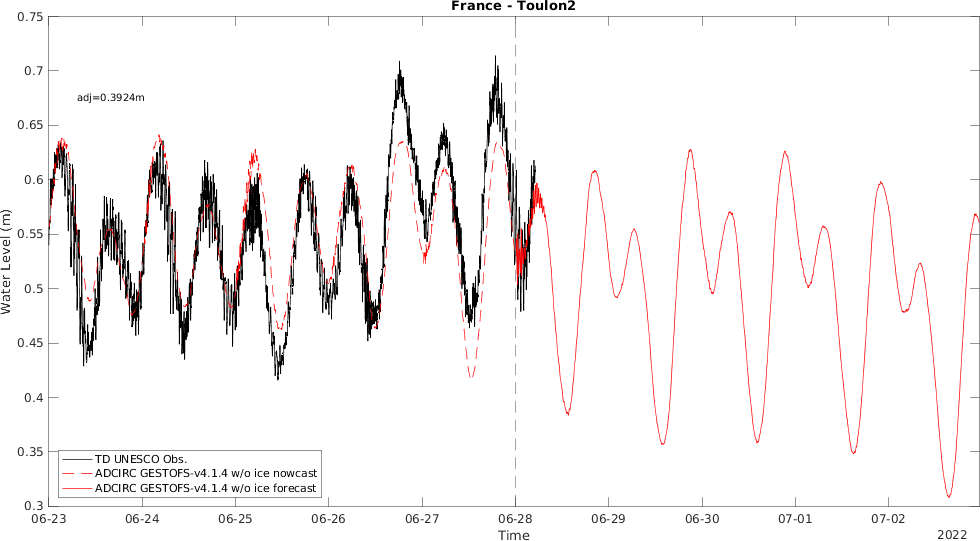 France - Toulon2
0.75
0.7
0.65
0.6
0.55
0.5
0.45
0.4
0.35
0.3
Water Level (m)
adj=0.3924m
TD UNESCO Obs.
ADCIRC GESTOFS-v4.1.4 w/o ice nowcast
ADCIRC GESTOFS-v4.1.4 w/o ice forecast
06-23 06-24 06-25 06-26 06-27 06-28 06-29 06-30 07-01 07-02
Time
2022